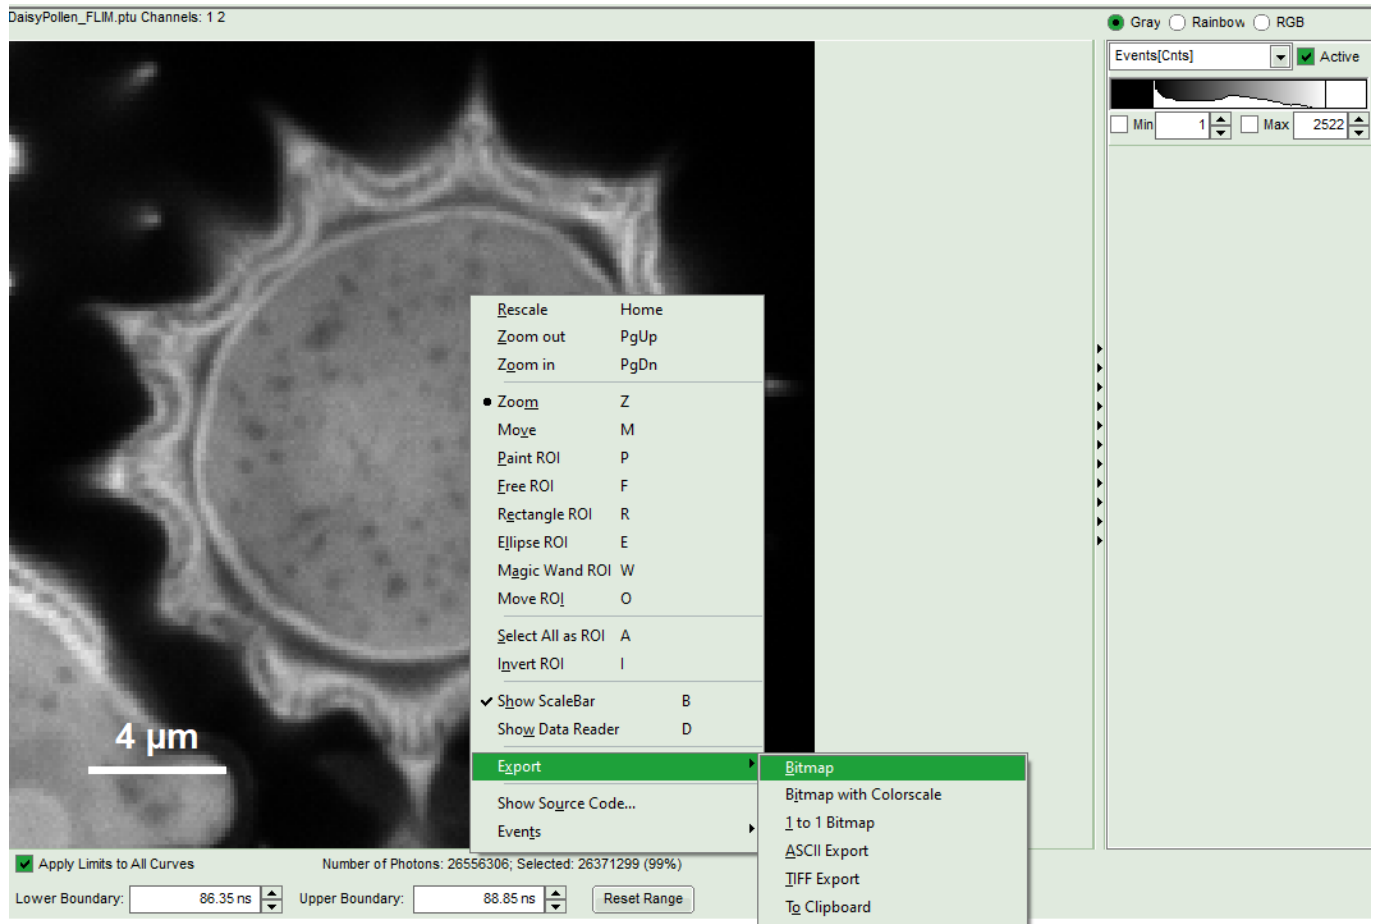 DaisyPollen_FLIM.ptu Channels: 1 2
Gray Rainbow RGB
Events[Cnts] Active
Min 1 Max 2522
Rescale Home
Zoom out PgUp
Zoom in PgDn
Zoom Z
Move M
Paint ROI P
Free ROI F
Rectangle ROI R
Ellipse ROI E
Magic Wand ROI W
Move ROI O
Select All as ROI A
Invert ROI I
Show ScaleBar B
Show Data Reader D
4 µm
Export
Show Source Code...
Events
Bitmap
Bitmap with Colorscale
1 to 1 Bitmap
ASCII Export
TIFF Export
To Clipboard
Apply Limits to All Curves Number of Photons: 26556306; Selected: 26371299 (99%)
Lower Boundary: 86.35 ns Upper Boundary: 88.85 ns Reset Range